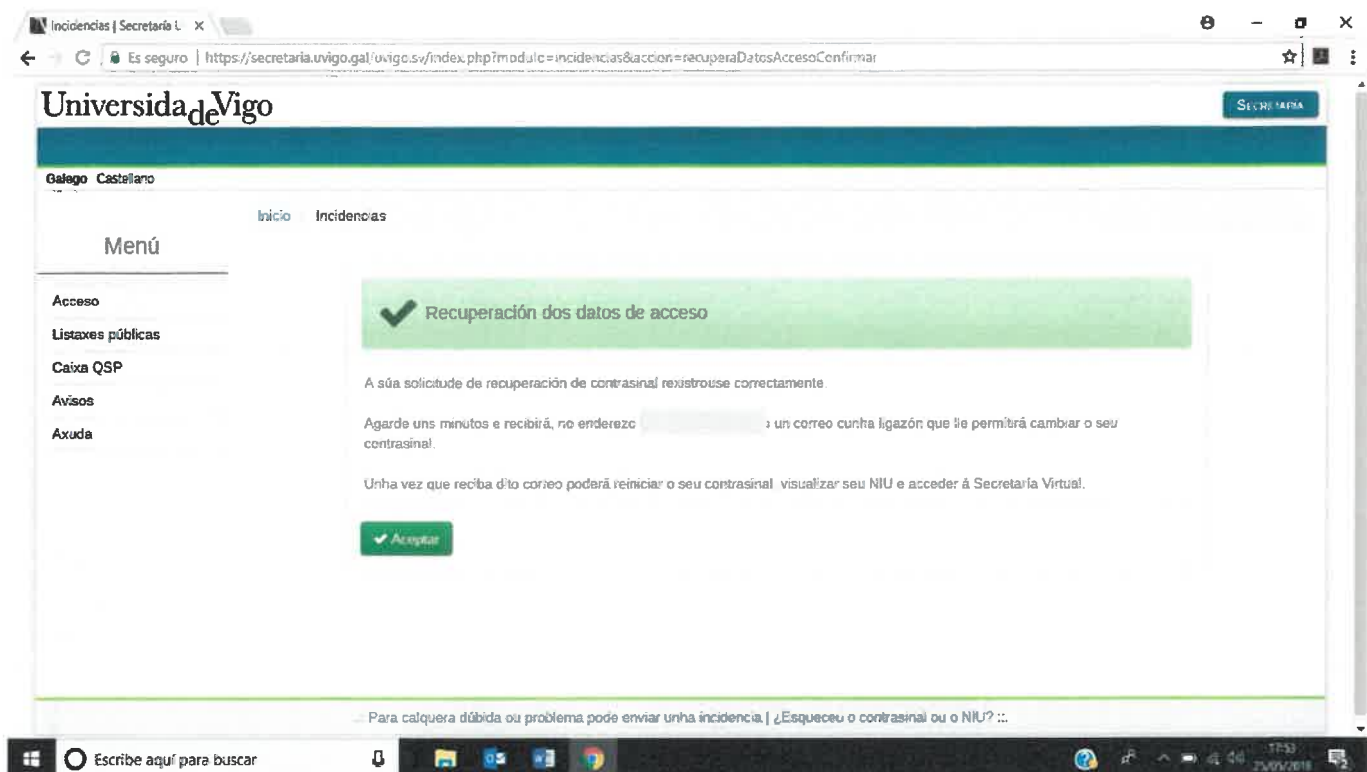 Incidencias | Secretaría
Es seguro | https://secretaria.uvigo.gal/uvigo.sv/index.php?modulo=incidencias&accion=recuperaDatosAccesoConfirmar
UniversidadeVigo
SECRETARÍA
Galego Castellano
Inicio Incidencias
Menú
Acceso
Listaxes públicas
Caixa QSP
Avisos
Axuda
Recuperación dos datos de acceso
A súa solicitude de recuperación de contrasinal rexistrouse correctamente.
Agarde uns minutos e recibirá, no enderezo un correo cunha ligazón que lle permitirá cambiar o seu
contrasinal.
Unha vez que reciba dito correo poderá reiniciar o seu contrasinal, visualizar seu NIU e acceder á Secretaría Virtual.
Aceptar
Para calquera dúbida ou problema pode enviar unha incidencia | ¿Esqueceu o contrasinal ou o NIU? ::.
Escribe aquí para buscar
17:53